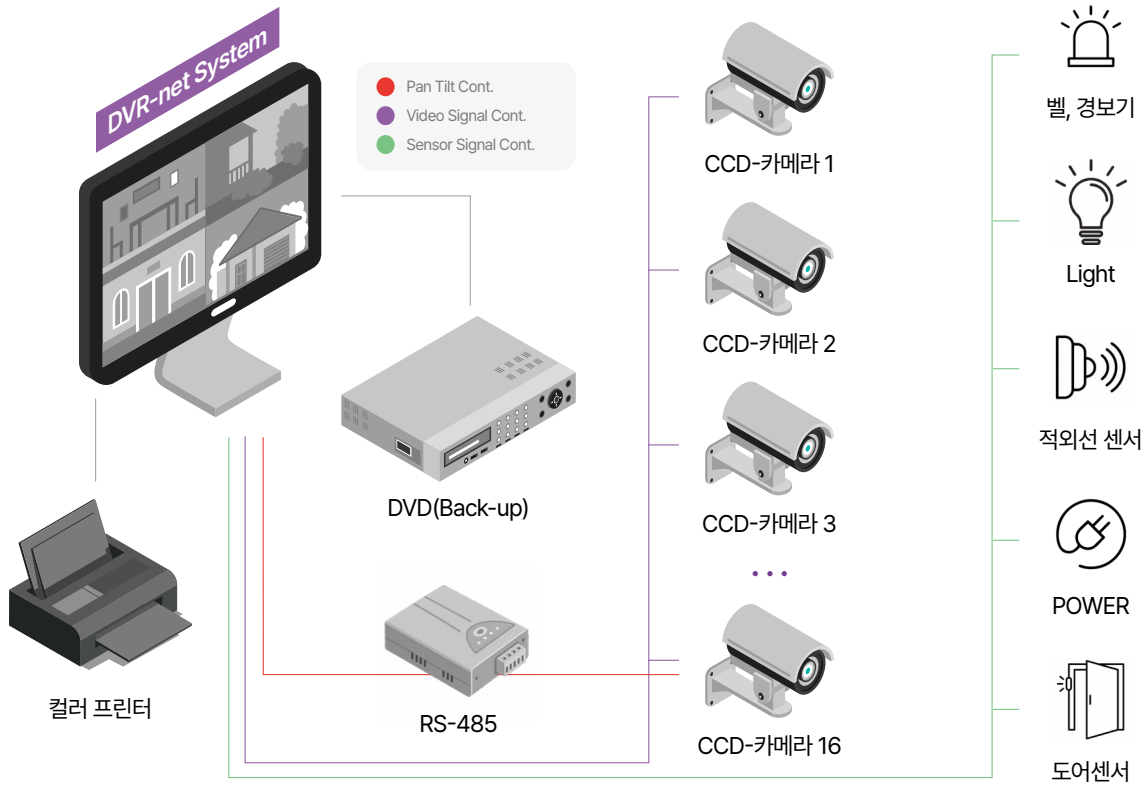 DVR-net System
Pan Tilt Cont.
Video Signal Cont.
Sensor Signal Cont.
CCD-카메라 1
CCD-카메라 2
CCD-카메라 3
...
CCD-카메라 16
DVD(Back-up)
RS-485
컬러 프린터
벨, 경보기
Light
적외선 센서
POWER
도어센서